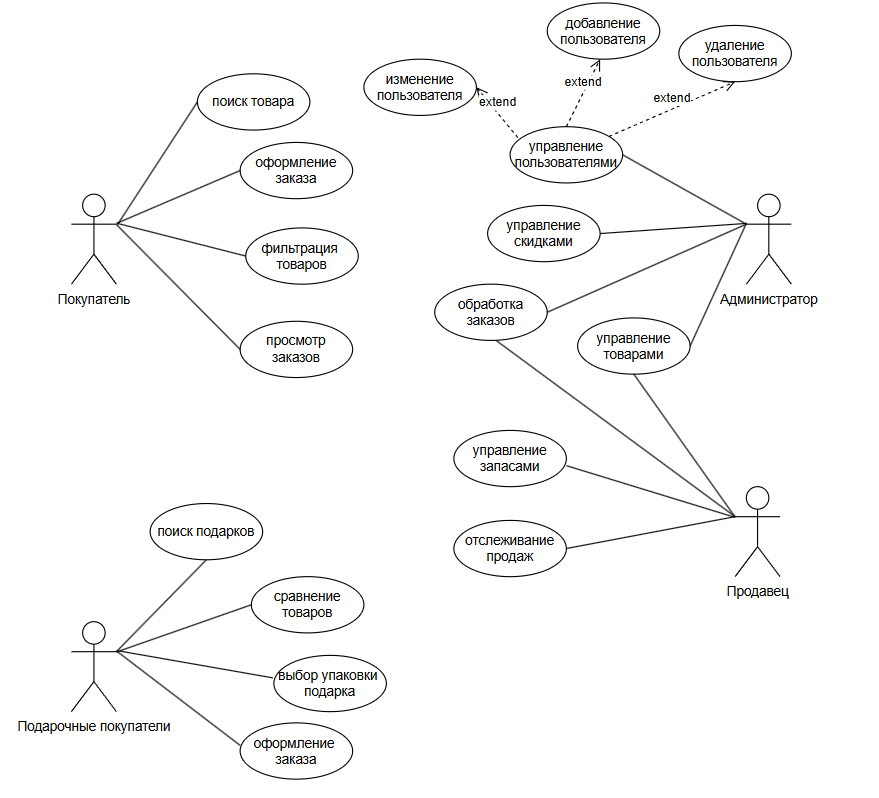 добавление
пользователя
удаление
пользователя
изменение
пользователя
extend
extend
extend
поиск товара
управление
пользователями
оформление
заказа
управление
скидками
фильтрация
товаров
Покупатель
Администратор
обработка
заказов
просмотр
заказов
управление
товарами
управление
запасами
поиск подарков
отслеживание
продаж
Продавец
сравнение
товаров
выбор упаковки
подарка
Подарочные покупатели
оформление
заказа